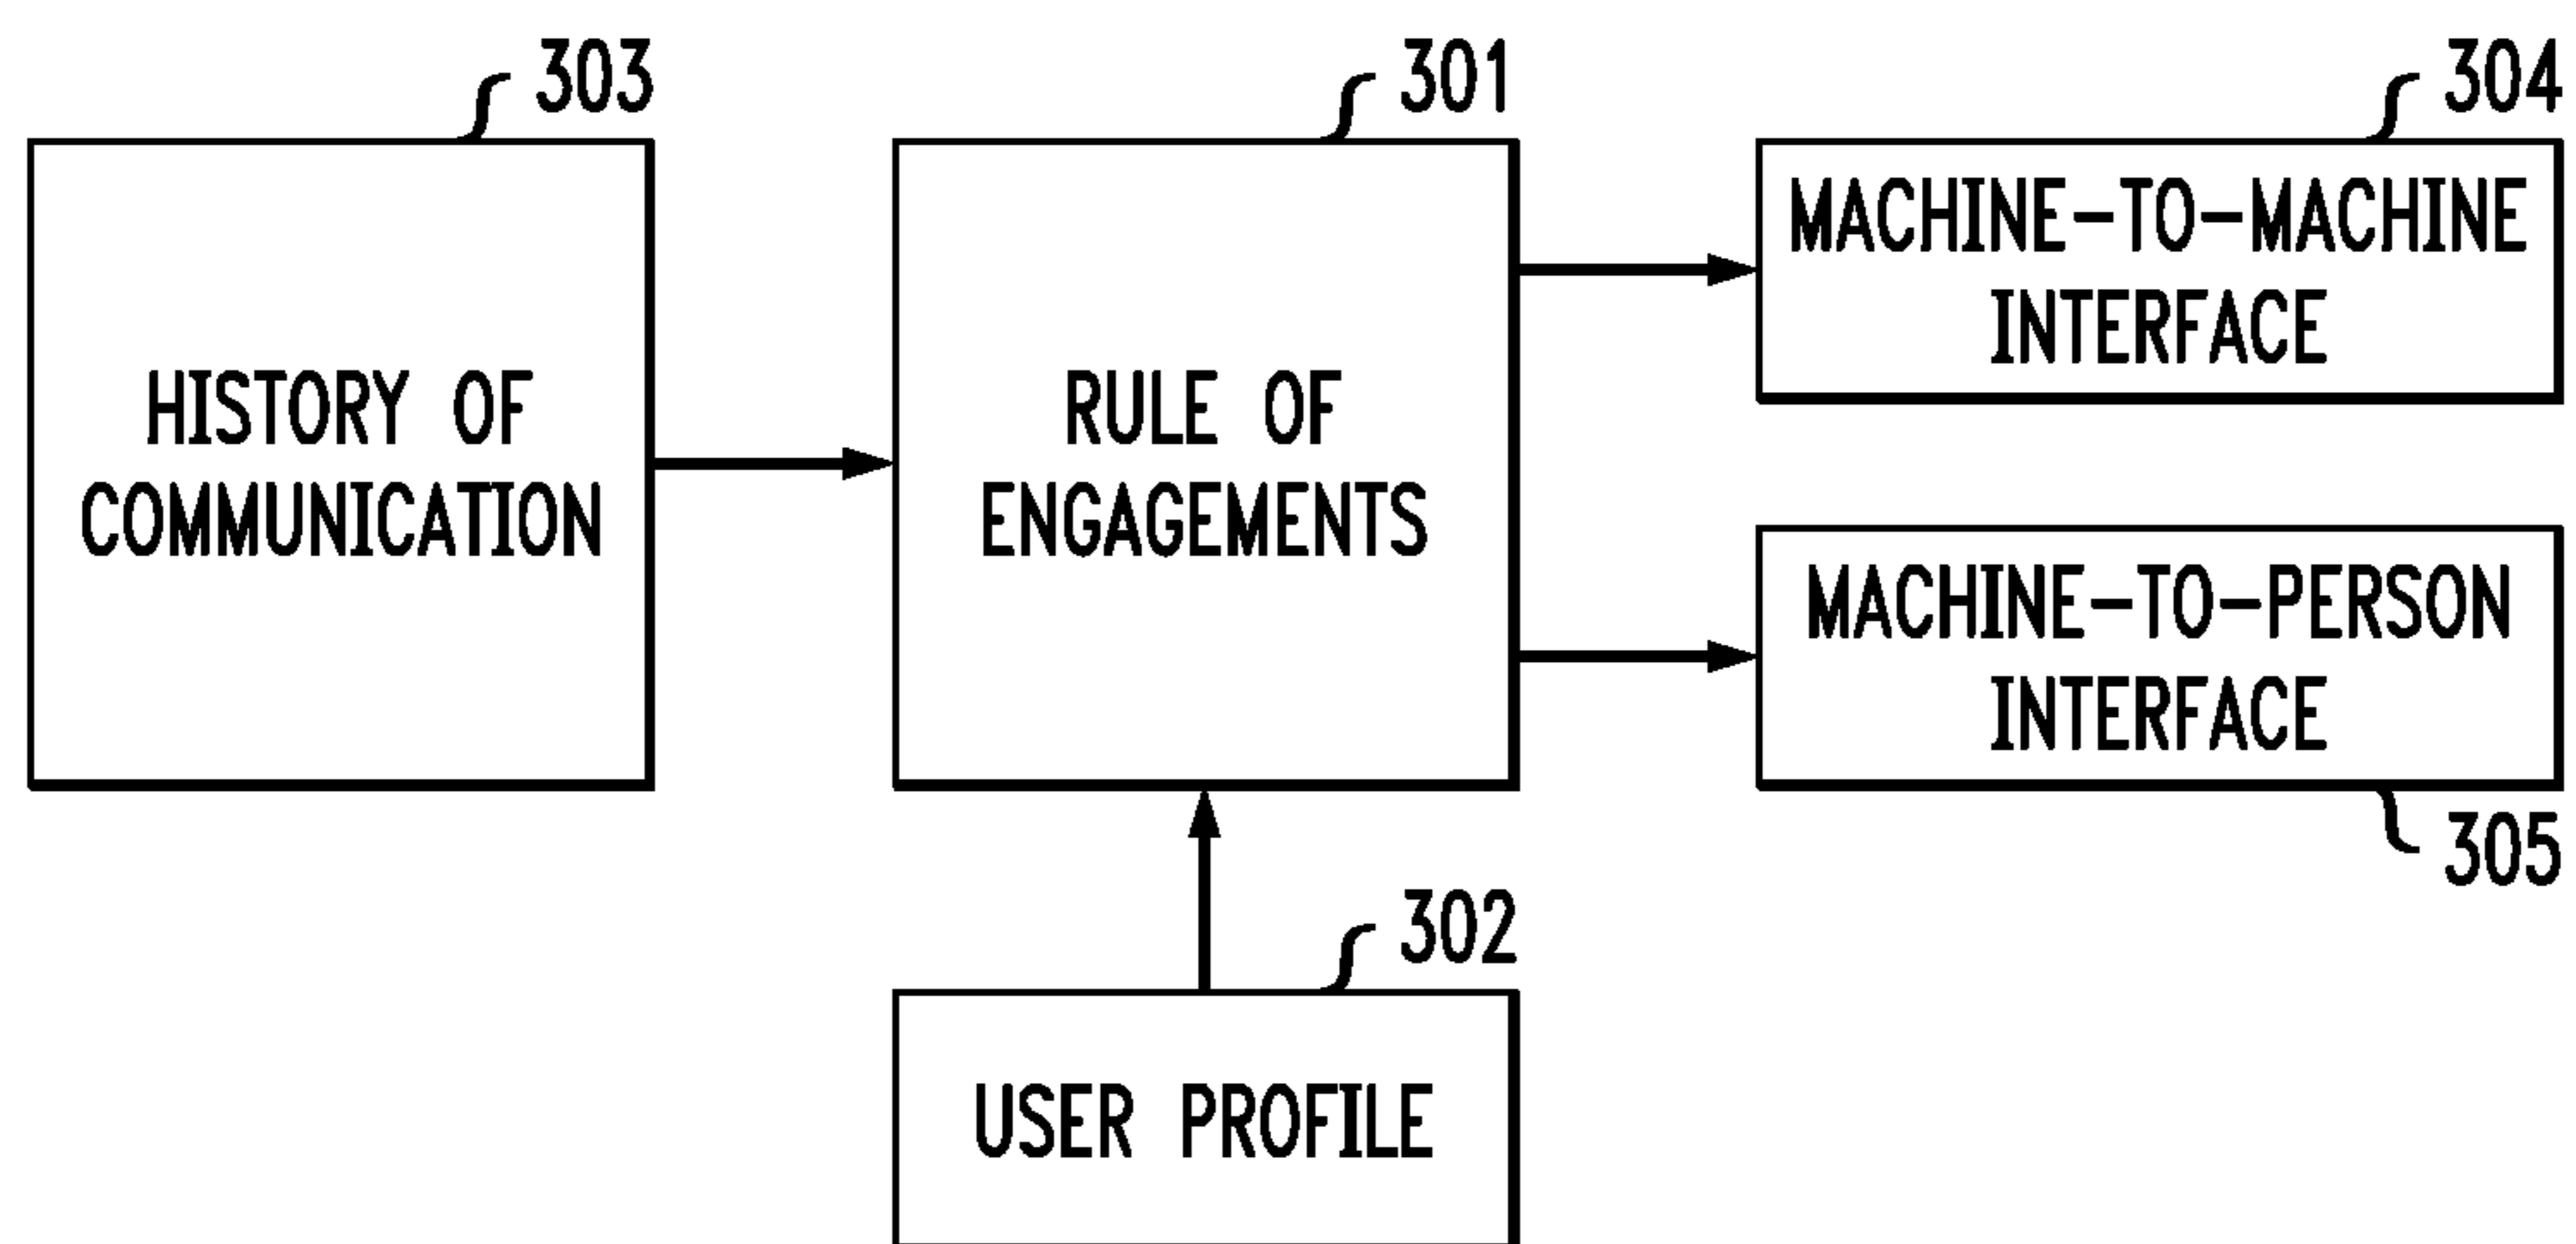 303
HISTORY OF
COMMUNICATION
301
RULE OF
ENGAGEMENTS
304
MACHINE-TO-MACHINE
INTERFACE
MACHINE-TO-PERSON
INTERFACE
305
302
USER PROFILE